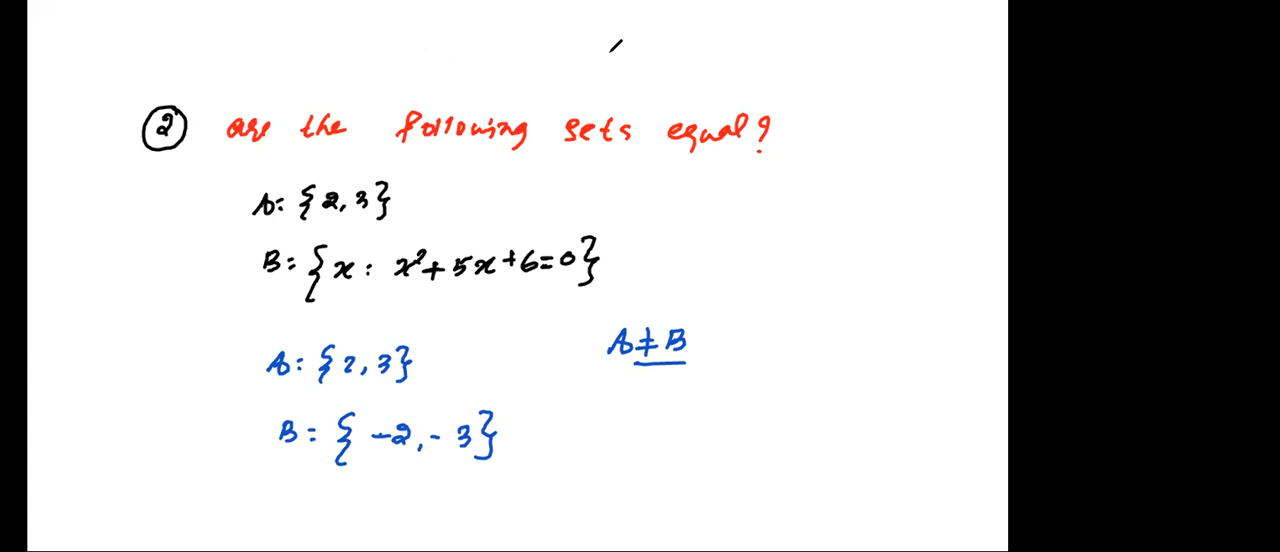 ② are the following sets equal?
A= {2, 3}
B= {x: x²+5x+6=0}
A= {2, 3}
A≠B
B= {-2, -3}